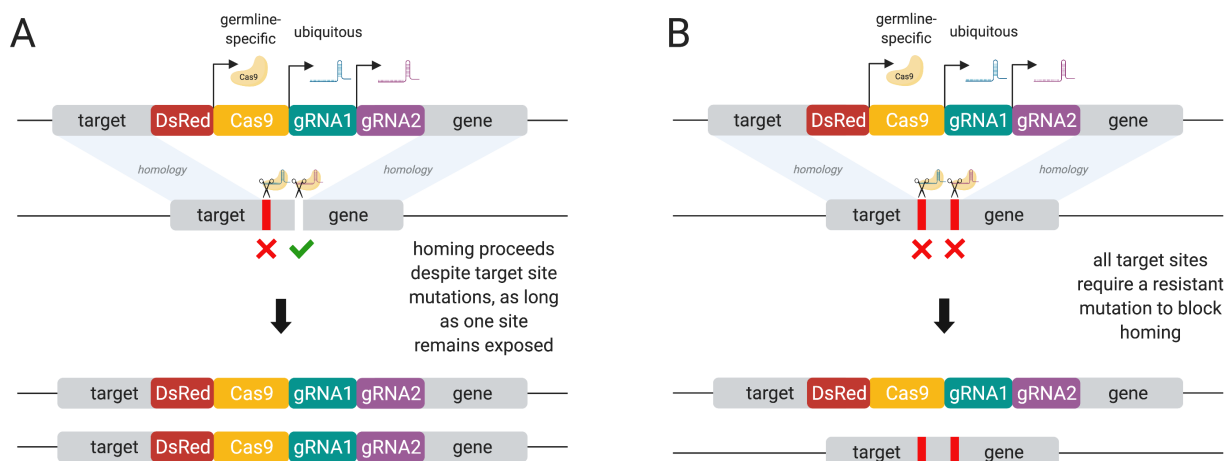 A
germline-
specific
ubiquitous
Cas9
target DsRed Cas9 gRNA1 gRNA2 gene
homology
homology
target gene
homing proceeds
despite target site
mutations, as long
as one site
remains exposed
target DsRed Cas9 gRNA1 gRNA2 gene
target DsRed Cas9 gRNA1 gRNA2 gene
B
germline-
specific
ubiquitous
Cas9
target DsRed Cas9 gRNA1 gRNA2 gene
homology
homology
target gene
all target sites
require a resistant
mutation to block
homing
target DsRed Cas9 gRNA1 gRNA2 gene
target gene